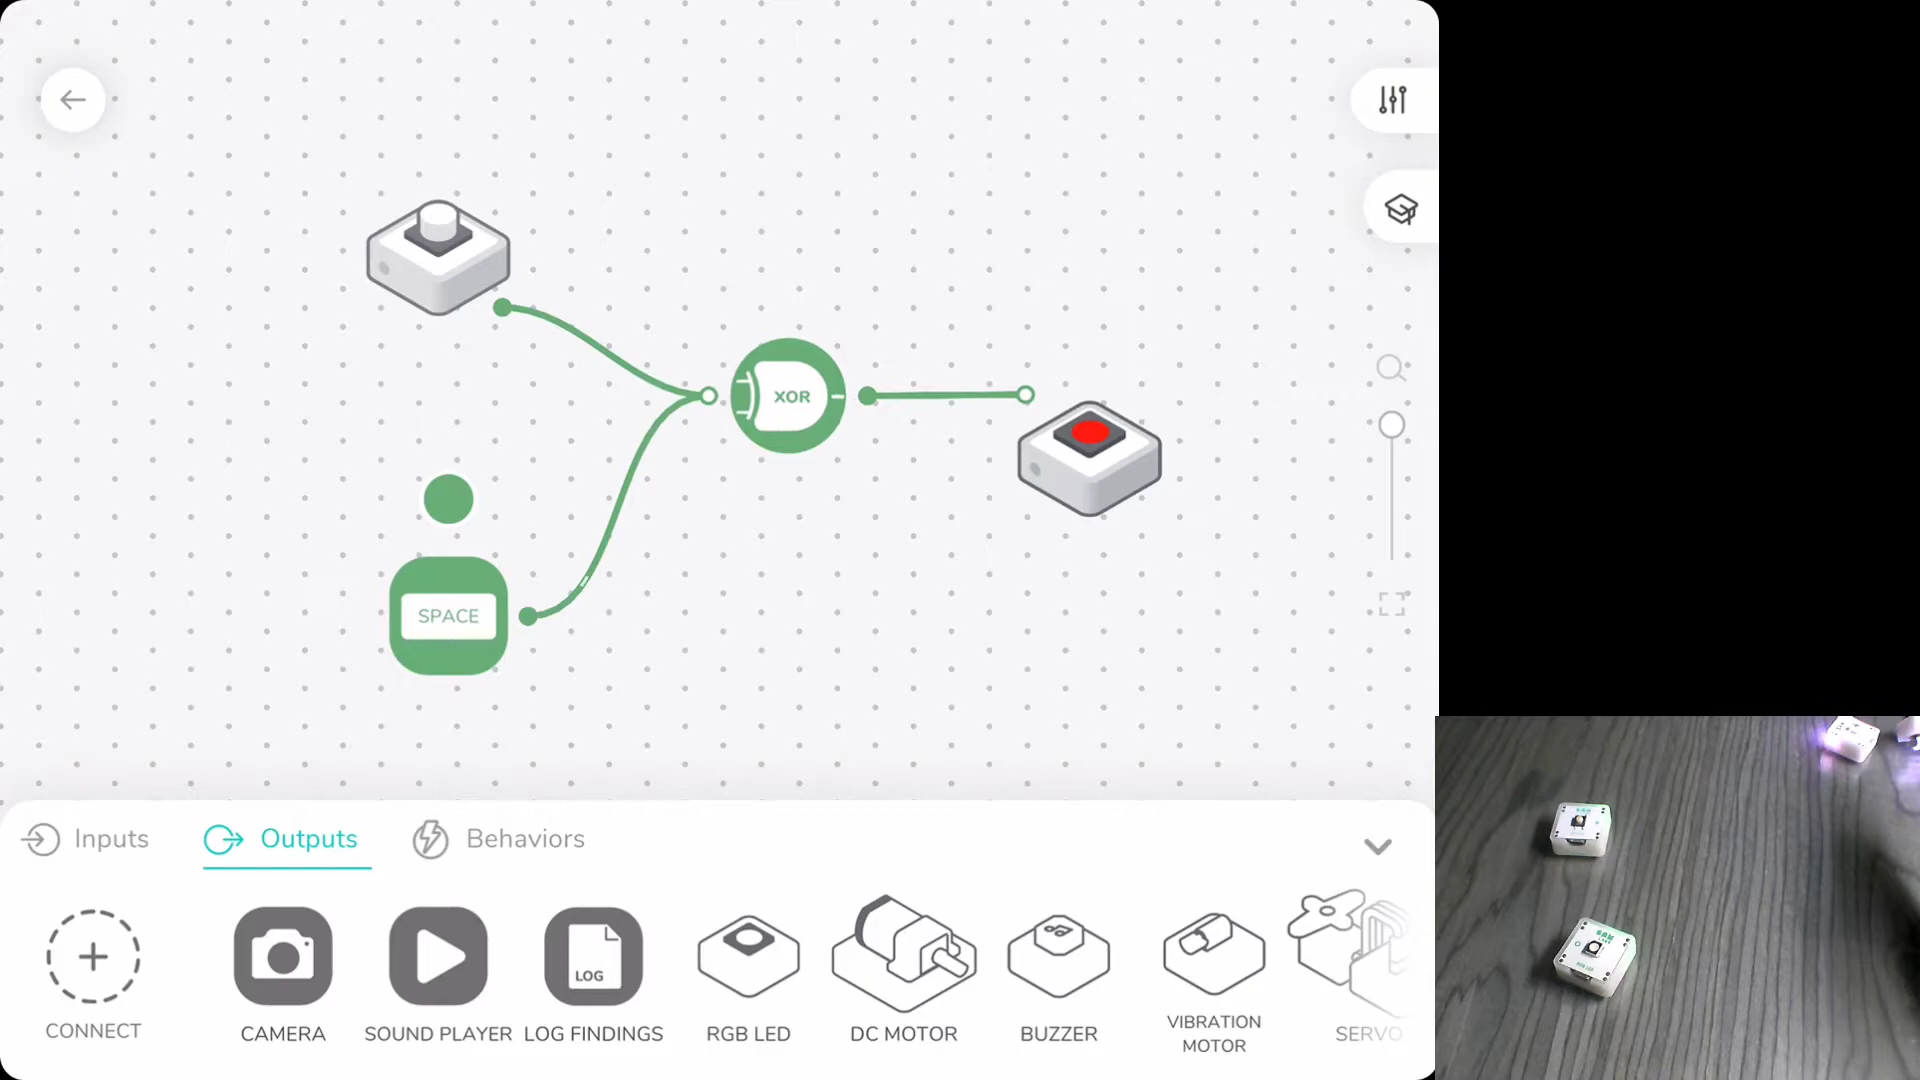 XOR
SPACE
Inputs
Outputs
Behaviors
LOG
CONNECT
CAMERA
SOUND PLAYER
LOG FINDINGS
RGB LED
DC MOTOR
BUZZER
VIBRATION
MOTOR
SERVO